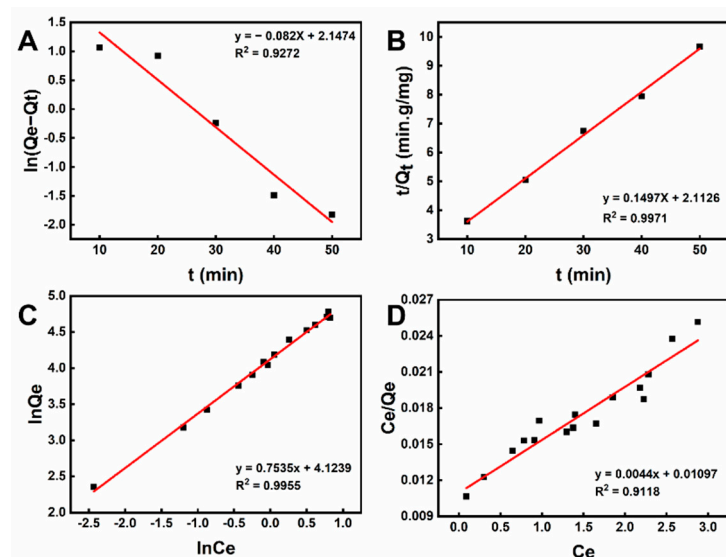 A
y = − 0.082X + 2.1474
R² = 0.9272
ln(Qe−Qt)
1.5
1.0
0.5
0.0
-0.5
-1.0
-1.5
-2.0
10 20 30 40 50
t (min)
B
t/Qt (min.g/mg)
10
9
8
7
6
5
4
3
y = 0.1497X + 2.1126
R² = 0.9971
10 20 30 40 50
t (min)
C
lnQe
5.0
4.5
4.0
3.5
3.0
2.5
2.0
y = 0.7535x + 4.1239
R² = 0.9955
-2.5 -2.0 -1.5 -1.0 -0.5 0.0 0.5 1.0
lnCe
D
Ce/Qe
0.027
0.024
0.021
0.018
0.015
0.012
0.009
y = 0.0044x + 0.01097
R² = 0.9118
0.0 0.5 1.0 1.5 2.0 2.5 3.0
Ce